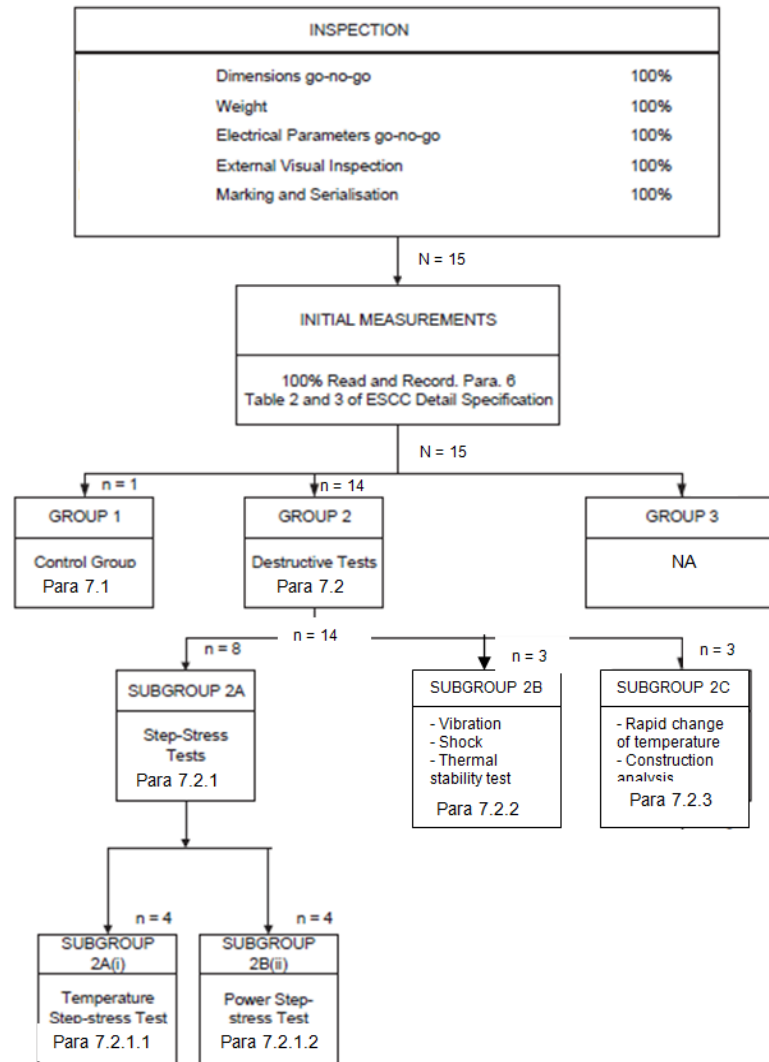 INSPECTION
Dimensions go-no-go 100%
Weight 100%
Electrical Parameters go-no-go 100%
External Visual Inspection 100%
Marking and Serialisation 100%
N = 15
INITIAL MEASUREMENTS
100% Read and Record. Para. 6
Table 2 and 3 of ESCC Detail Specification
N = 15
n = 1
n = 14
GROUP 1
Control Group
Para 7.1
GROUP 2
Destructive Tests
Para 7.2
GROUP 3
NA
n = 14
n = 8
n = 3
n = 3
SUBGROUP 2A
Step-Stress
Tests
Para 7.2.1
SUBGROUP 2B
- Vibration
- Shock
- Thermal
stability test
Para 7.2.2
SUBGROUP 2C
- Rapid change
of temperature
- Construction
analysis
Para 7.2.3
n = 4
n = 4
SUBGROUP
2A(i)
Temperature
Step-stress Test
Para 7.2.1.1
SUBGROUP
2B(ii)
Power Step-
stress Test
Para 7.2.1.2